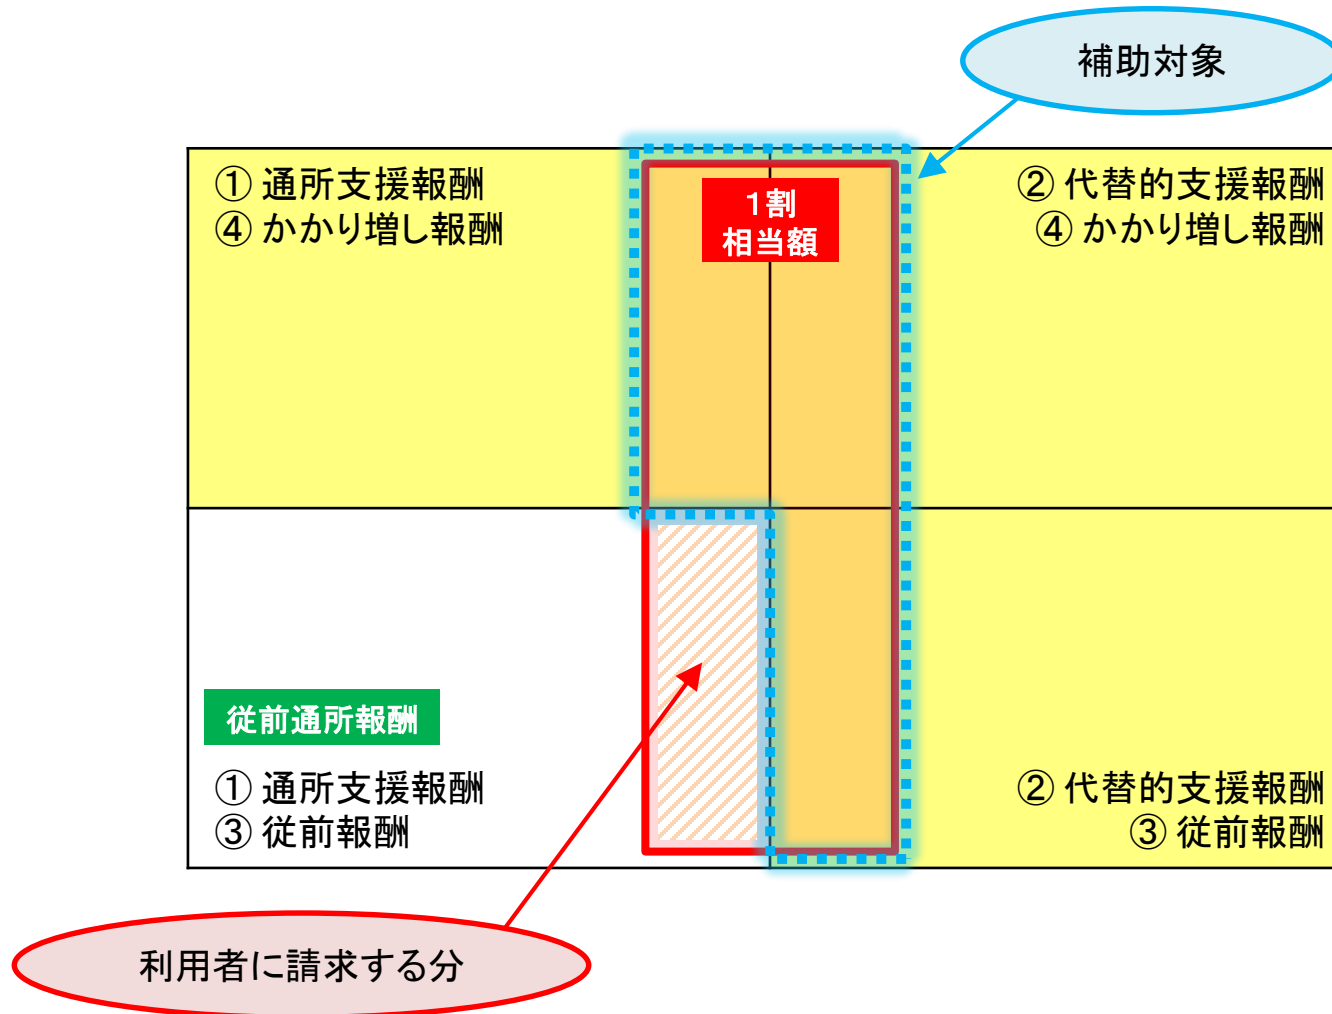 補助対象
① 通所支援報酬
④ かかり増し報酬
1割
相当額
② 代替的支援報酬
④ かかり増し報酬
従前通所報酬
① 通所支援報酬
③ 従前報酬
② 代替的支援報酬
③ 従前報酬
利用者に請求する分